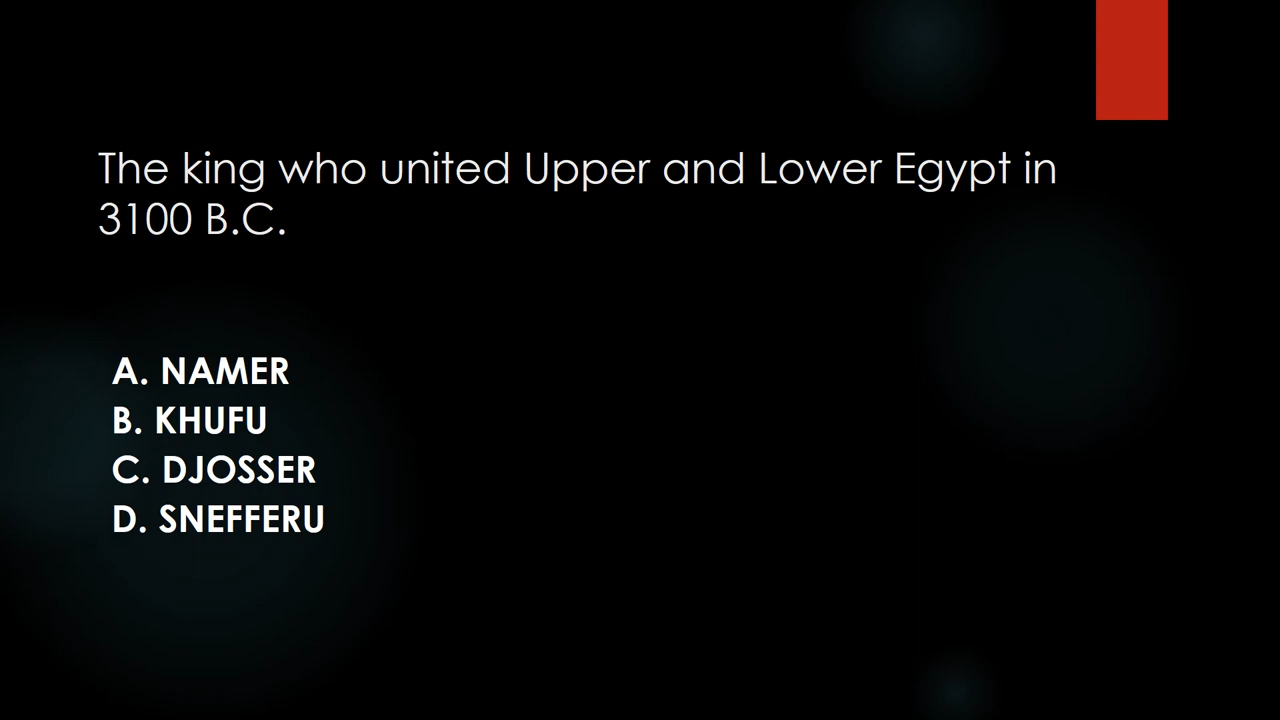 The king who united Upper and Lower Egypt in
3100 B.C.
A. NAMER
B. KHUFU
C. DJOSSER
D. SNEFFERU